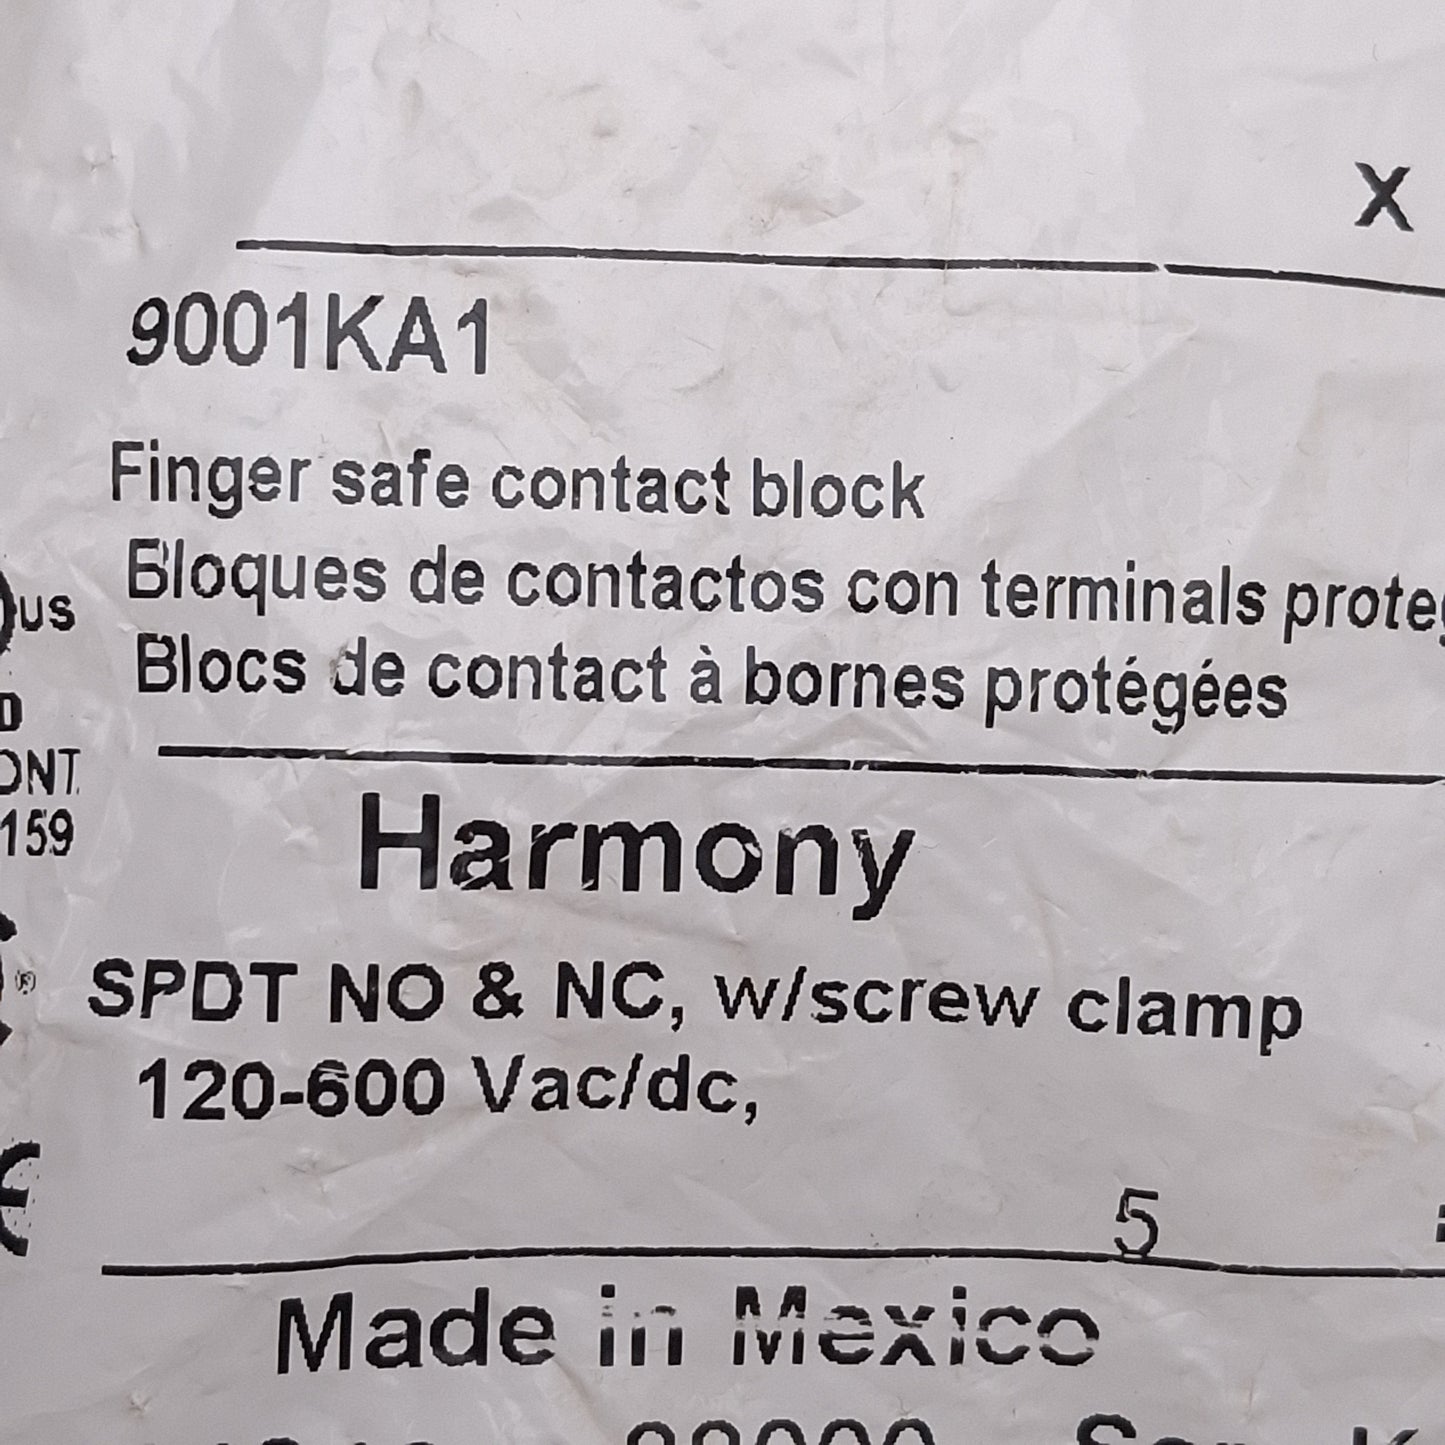 X
9001KA1
Finger safe contact block
Bloques de contactos con terminals
Blocs de contact à bornes protégées
US
159
Harmony
®
SPDT NO & NC, w/screw clamp
120-600 Vac/dc,
5
Made in Mexico